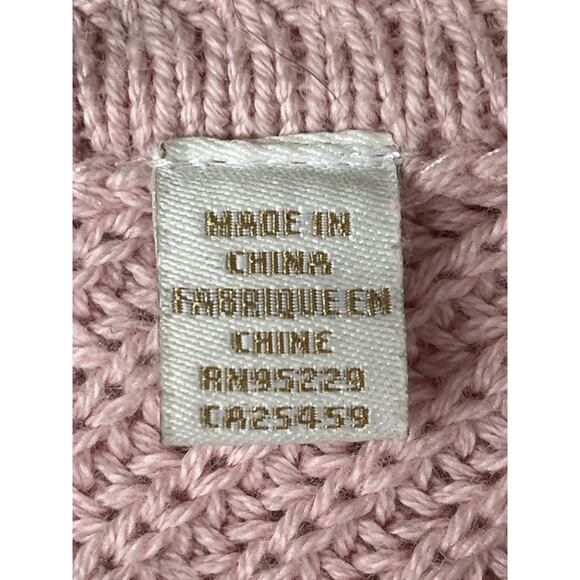 MADE IN
CHINA
FABRIQUE EN
CHINE
RN95229
CA25459